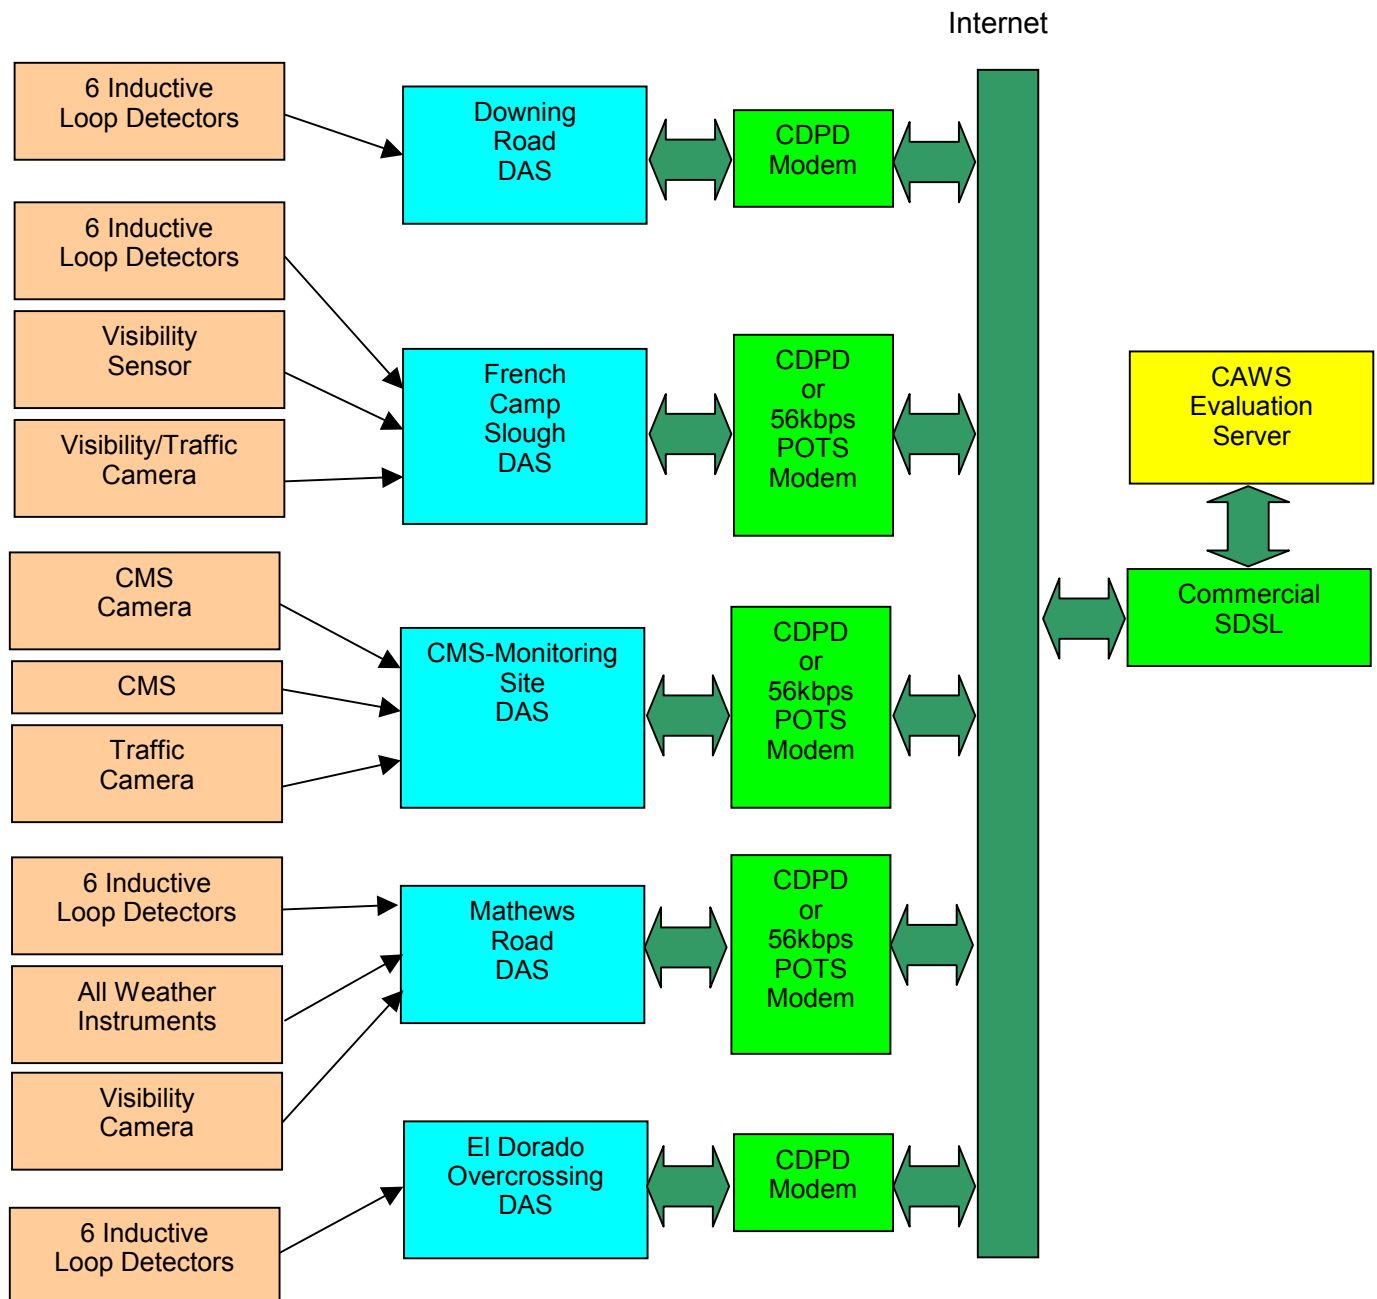 Internet
6 Inductive
Loop Detectors
Downing
Road
DAS
CDPD
Modem
6 Inductive
Loop Detectors
Visibility
Sensor
Visibility/Traffic
Camera
French
Camp
Slough
DAS
CDPD
or
56kbps
POTS
Modem
CAWS
Evaluation
Server
Commercial
SDSL
CMS
Camera
CMS
Traffic
Camera
CMS-Monitoring
Site
DAS
CDPD
or
56kbps
POTS
Modem
6 Inductive
Loop Detectors
All Weather
Instruments
Visibility
Camera
Mathews
Road
DAS
CDPD
or
56kbps
POTS
Modem
6 Inductive
Loop Detectors
El Dorado
Overcrossing
DAS
CDPD
Modem